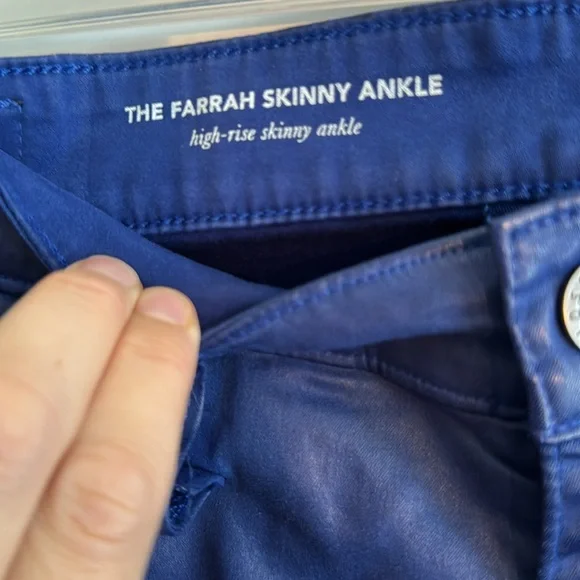 THE FARRAH SKINNY ANKLE
high-rise skinny ankle